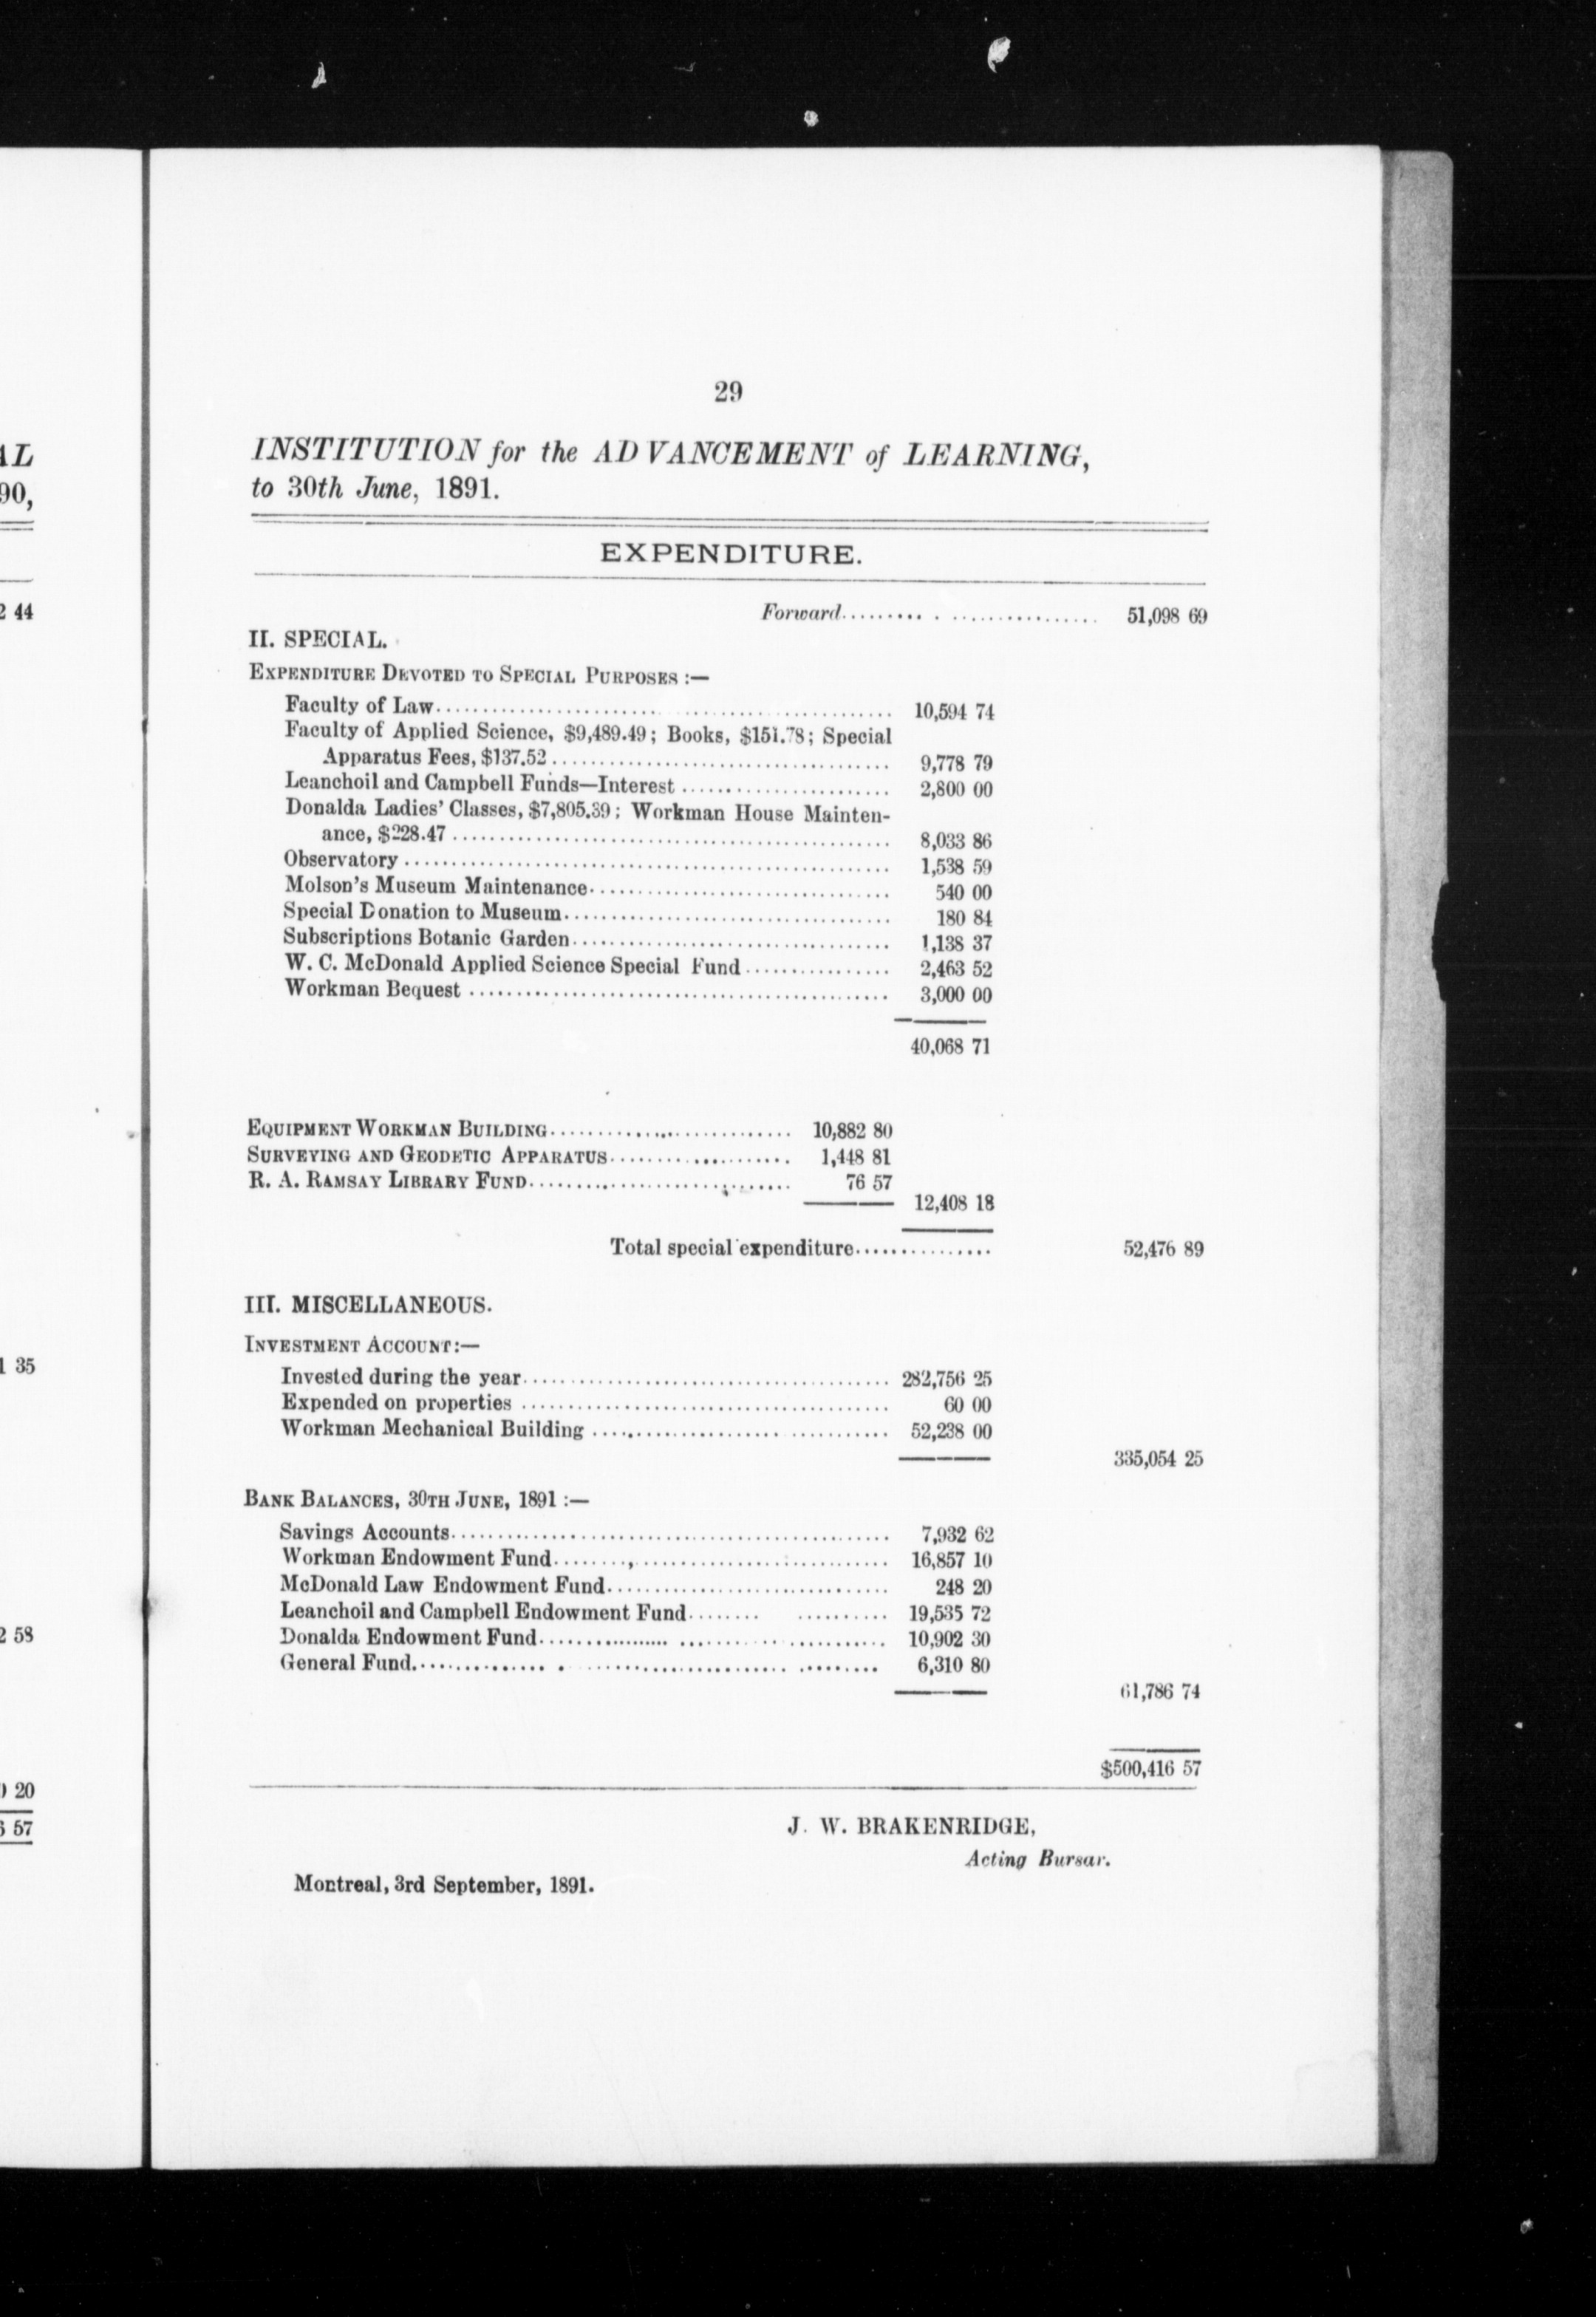 AL
90,
2 44
1 35
2 58
20
57
29
INSTITUTION for the ADVANCEMENT of LEARNING,
to 30th June, 1891.
EXPENDITURE.
Forward.................................. 51,098 69
II. SPECIAL.
EXPENDITURE DEVOTED TO SPECIAL PURPOSES :—
Faculty of Law.................................. 10,594 74
Faculty of Applied Science, $9,489.49; Books, $151.78; Special
Apparatus Fees, $137.52.................................. 9,778 79
Leanchoil and Campbell Funds—Interest...................... 2,800 00
Donalda Ladies' Classes, $7,805.39; Workman House Mainten-
ance, $228.47.................................. 8,033 86
Observatory.................................. 1,538 59
Molson's Museum Maintenance.................................. 540 00
Special Donation to Museum.................................. 180 84
Subscriptions Botanic Garden.................................. 1,138 37
W. C. McDonald Applied Science Special Fund................ 2,463 52
Workman Bequest.................................. 3,000 00
40,068 71
EQUIPMENT WORKMAN BUILDING.......................... 10,882 80
SURVEYING AND GEODETIC APPARATUS.................... 1,448 81
R. A. RAMSAY LIBRARY FUND............................ 76 57
12,408 18
Total special expenditure............... 52,476 89
III. MISCELLANEOUS.
INVESTMENT ACCOUNT:—
Invested during the year.................................. 282,756 25
Expended on properties.................................. 60 00
Workman Mechanical Building.............................. 52,238 00
335,054 25
BANK BALANCES, 30TH JUNE, 1891 :—
Savings Accounts.................................. 7,932 62
Workman Endowment Fund.................................. 16,857 10
McDonald Law Endowment Fund.............................. 248 20
Leanchoil and Campbell Endowment Fund.................... 19,535 72
Donalda Endowment Fund.................................. 10,902 30
General Fund.................................. 6,310 80
61,786 74
$500,416 57
J. W. BRAKENRIDGE,
Acting Bursar.
Montreal, 3rd September, 1891.